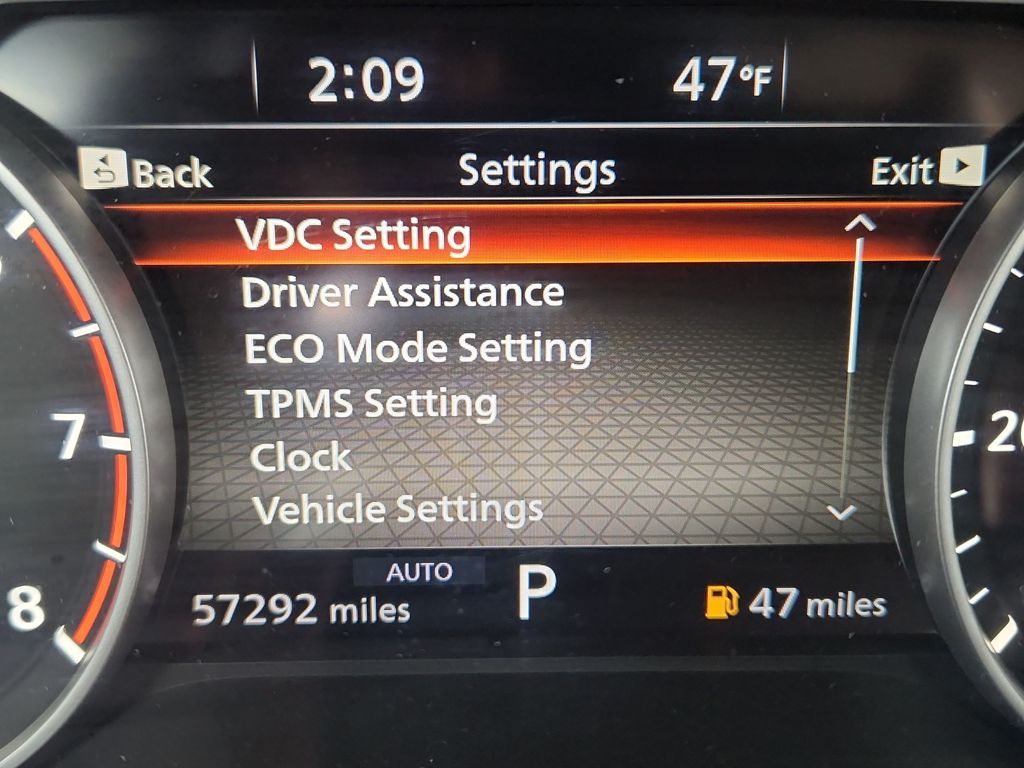 2:09 47°F
Back Settings Exit
VDC Setting
Driver Assistance
ECO Mode Setting
TPMS Setting
7
Clock
Vehicle Settings
AUTO
P
8 57292 miles 47 miles